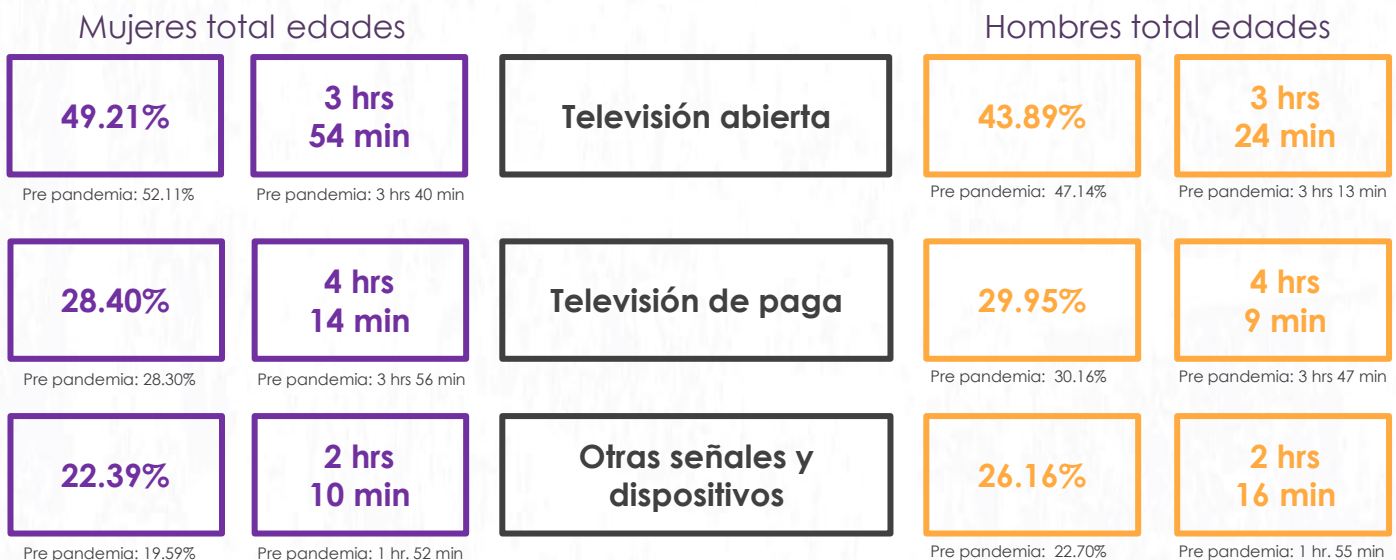 Mujeres total edades
Hombres total edades
49.21%
3 hrs
54 min
Televisión abierta
43.89%
3 hrs
24 min
Pre pandemia: 52.11%
Pre pandemia: 3 hrs 40 min
Pre pandemia: 47.14%
Pre pandemia: 3 hrs 13 min
28.40%
4 hrs
14 min
Televisión de paga
29.95%
4 hrs
9 min
Pre pandemia: 28.30%
Pre pandemia: 3 hrs 56 min
Pre pandemia: 30.16%
Pre pandemia: 3 hrs 47 min
22.39%
2 hrs
10 min
Otras señales y
dispositivos
26.16%
2 hrs
16 min
Pre pandemia: 19.59%
Pre pandemia: 1 hr. 52 min
Pre pandemia: 22.70%
Pre pandemia: 1 hr. 55 min